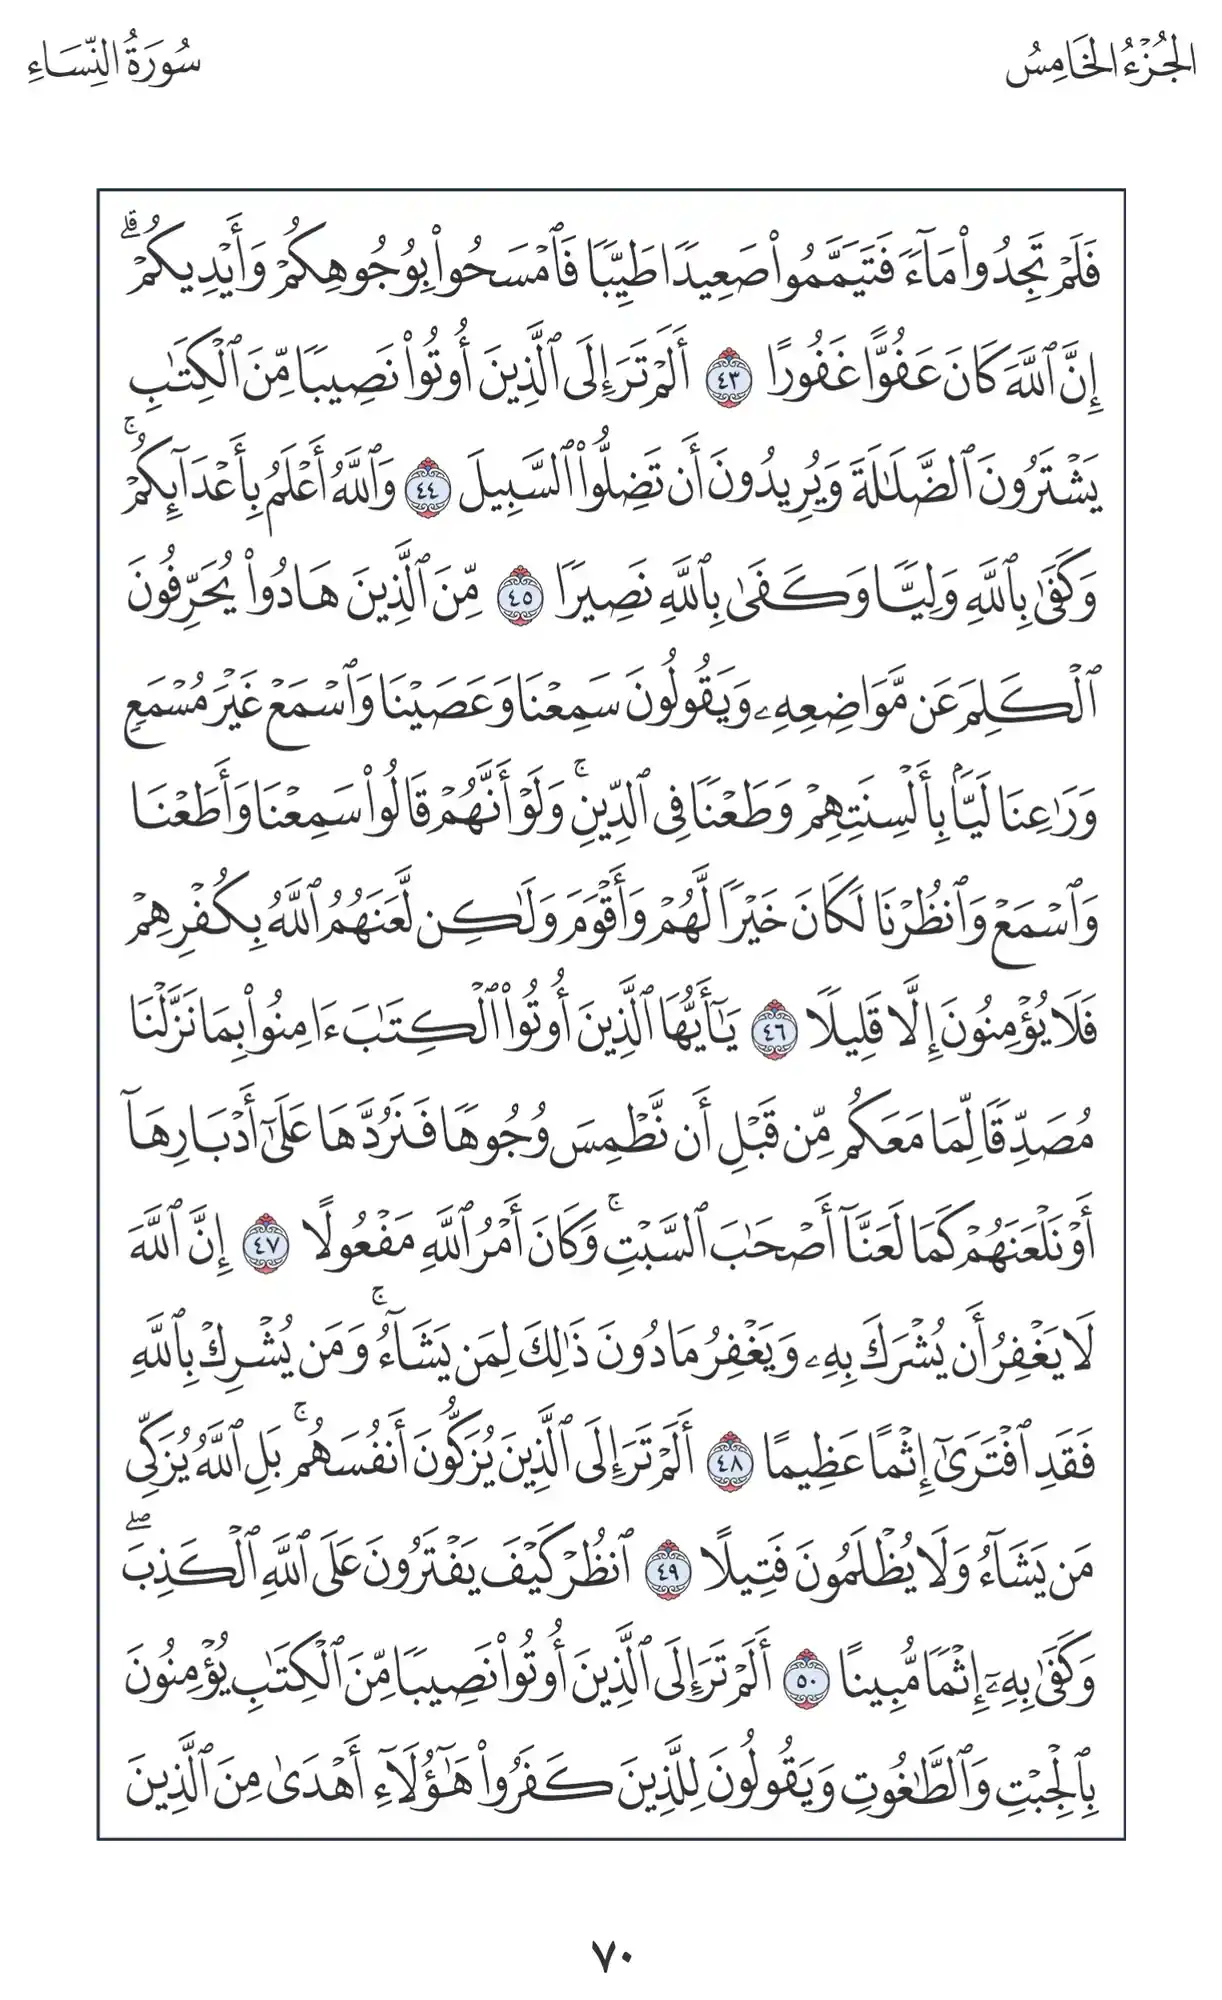 الجُزْءُ الخَامِسُ
سُورَةُ النِّسَاءِ
فَلَمْ تَجِدُوا۟ مَآءً فَتَيَمَّمُوا۟ صَعِيدًا طَيِّبًا فَٱمْسَحُوا۟ بِوُجُوهِكُمْ وَأَيْدِيكُمْ ۗ
إِنَّ ٱللَّهَ كَانَ عَفُوًّا غَفُورًا ٤٣ أَلَمْ تَرَ إِلَى ٱلَّذِينَ أُوتُوا۟ نَصِيبًا مِّنَ ٱلْكِتَٰبِ
يَشْتَرُونَ ٱلضَّلَٰلَةَ وَيُرِيدُونَ أَن تَضِلُّوا۟ ٱلسَّبِيلَ ٤٤ وَٱللَّهُ أَعْلَمُ بِأَعْدَآئِكُمْ ۚ
وَكَفَىٰ بِٱللَّهِ وَلِيًّا وَكَفَىٰ بِٱللَّهِ نَصِيرًا ٤٥ مِّنَ ٱلَّذِينَ هَادُوا۟ يُحَرِّفُونَ
ٱلْكَلِمَ عَن مَّوَاضِعِهِۦ وَيَقُولُونَ سَمِعْنَا وَعَصَيْنَا وَٱسْمَعْ غَيْرَ مُسْمَعٍ
وَرَٰعِنَا لَيًّۢا بِأَلْسِنَتِهِمْ وَطَعْنًا فِى ٱلدِّينِ ۚ وَلَوْ أَنَّهُمْ قَالُوا۟ سَمِعْنَا وَأَطَعْنَا
وَٱسْمَعْ وَٱنظُرْنَا لَكَانَ خَيْرًا لَّهُمْ وَأَقْوَمَ وَلَٰكِن لَّعَنَهُمُ ٱللَّهُ بِكُفْرِهِمْ
فَلَا يُؤْمِنُونَ إِلَّا قَلِيلًا ٤٦ يَٰٓأَيُّهَا ٱلَّذِينَ أُوتُوا۟ ٱلْكِتَٰبَ ءَامِنُوا۟ بِمَا نَزَّلْنَا
مُصَدِّقًا لِّمَا مَعَكُم مِّن قَبْلِ أَن نَّطْمِسَ وُجُوهًا فَنَرُدَّهَا عَلَىٰٓ أَدْبَارِهَآ
أَوْ نَلْعَنَهُمْ كَمَا لَعَنَّآ أَصْحَٰبَ ٱلسَّبْتِ ۚ وَكَانَ أَمْرُ ٱللَّهِ مَفْعُولًا ٤٧ إِنَّ ٱللَّهَ
لَا يَغْفِرُ أَن يُشْرَكَ بِهِۦ وَيَغْفِرُ مَا دُونَ ذَٰلِكَ لِمَن يَشَآءُ ۚ وَمَن يُشْرِكْ بِٱللَّهِ
فَقَدِ ٱفْتَرَىٰٓ إِثْمًا عَظِيمًا ٤٨ أَلَمْ تَرَ إِلَى ٱلَّذِينَ يُزَكُّونَ أَنفُسَهُم ۚ بَلِ ٱللَّهُ يُزَكِّى
مَن يَشَآءُ وَلَا يُظْلَمُونَ فَتِيلًا ٤٩ ٱنظُرْ كَيْفَ يَفْتَرُونَ عَلَى ٱللَّهِ ٱلْكَذِبَ ۖ
وَكَفَىٰ بِهِۦٓ إِثْمًا مُّبِينًا ٥٠ أَلَمْ تَرَ إِلَى ٱلَّذِينَ أُوتُوا۟ نَصِيبًا مِّنَ ٱلْكِتَٰبِ يُؤْمِنُونَ
بِٱلْجِبْتِ وَٱلطَّٰغُوتِ وَيَقُولُونَ لِلَّذِينَ كَفَرُوا۟ هَٰٓؤُلَآءِ أَهْدَىٰ مِنَ ٱلَّذِينَ
٧٠